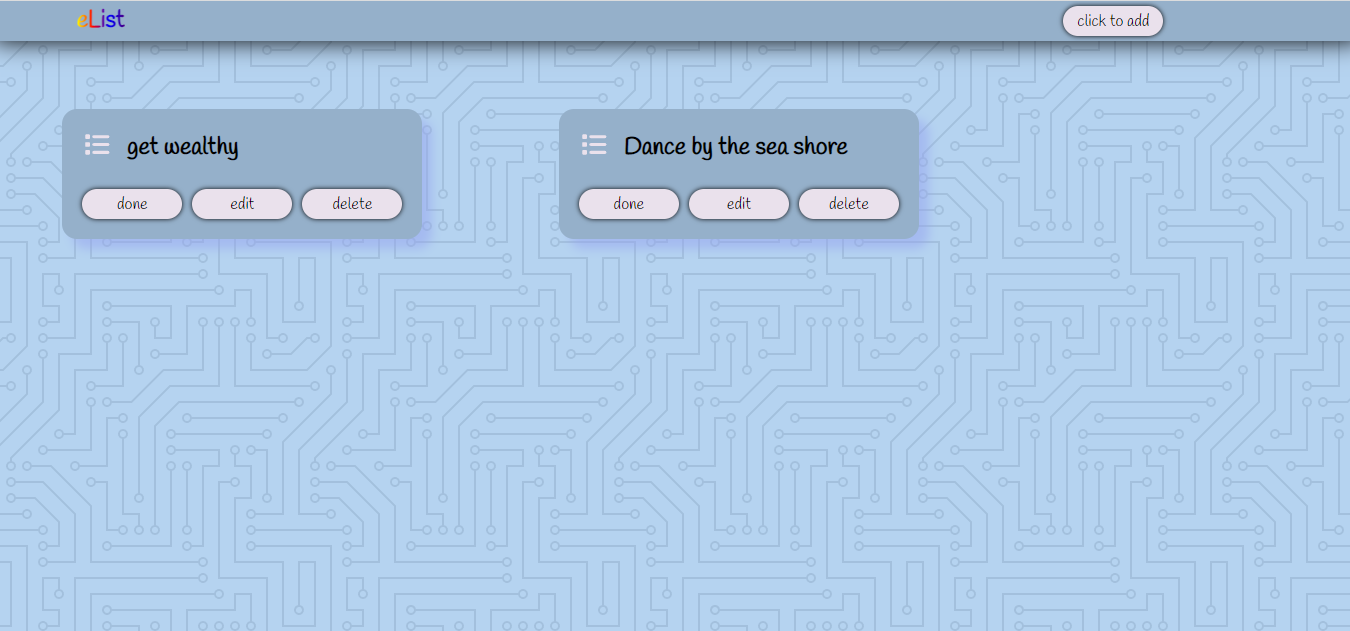 eList
click to add
get wealthy
done edit delete
Dance by the sea shore
done edit delete